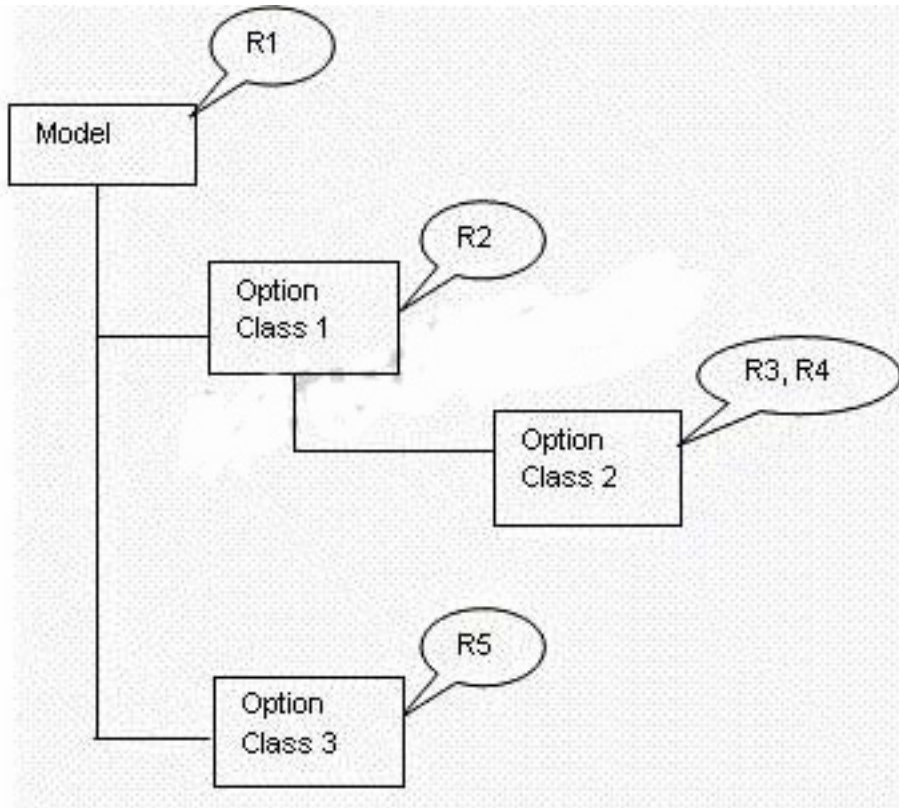 R1
Model
R2
Option
Class 1
R3, R4
Option
Class 2
R5
Option
Class 3